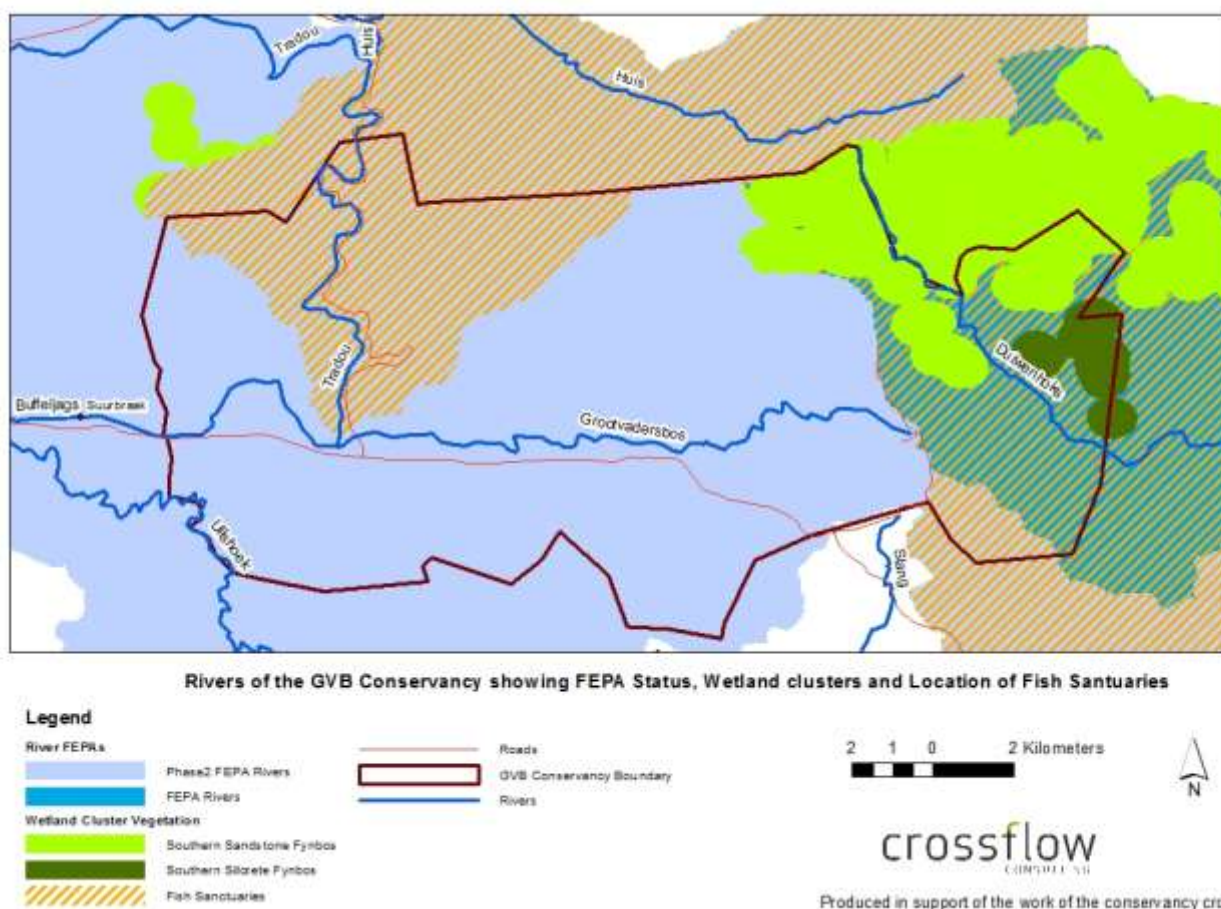 Tradou
Huis
Huis
Tradou
Duiwenhoks
Buffeljags
Suurbraak
Grootvadersbos
Slang
Rivers of the GVB Conservancy showing FEPA Status, Wetland clusters and Location of Fish Santuaries
Legend
River FEPAs
Phase2 FEPA Rivers
FEPA Rivers
Wetland Cluster Vegetation
Southern Sandstone Fynbos
Southern Silcrete Fynbos
Fish Sanctuaries
Roads
GVB Conservancy Boundary
Rivers
2 1 0 2 Kilometers
N
crossflow
CONSULTING
Produced in support of the work of the conservancy cro